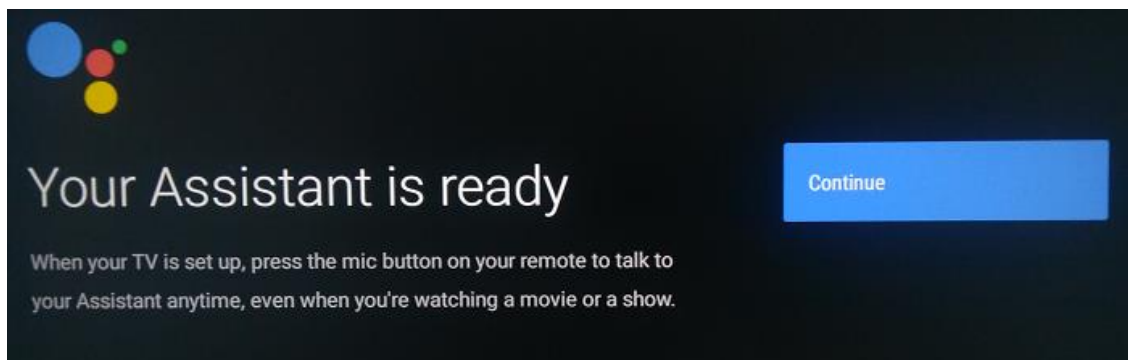 Your Assistant is ready
Continue
When your TV is set up, press the mic button on your remote to talk to
your Assistant anytime, even when you're watching a movie or a show.